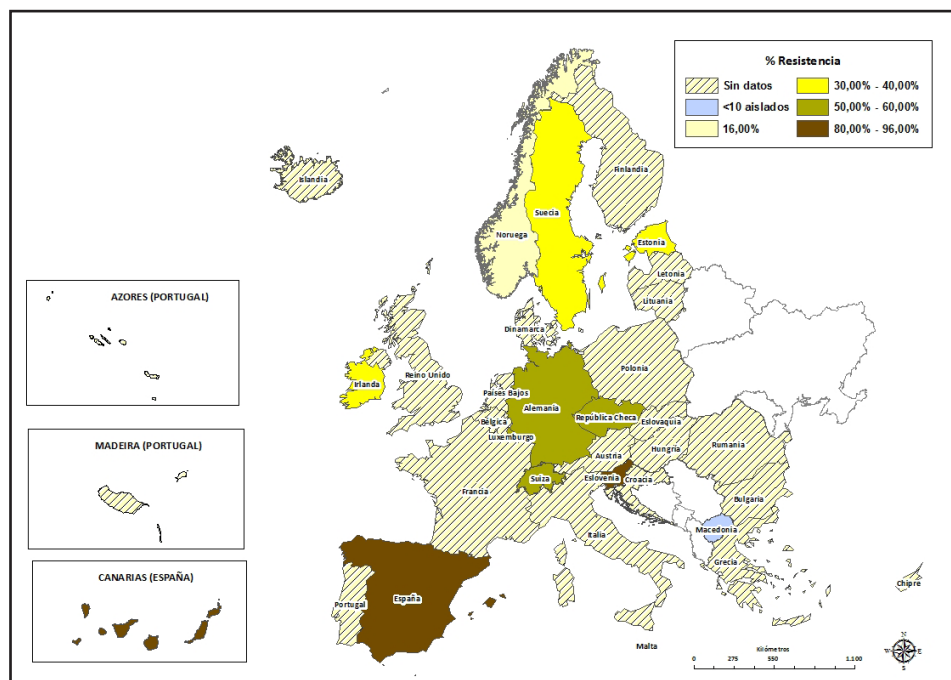 % Resistencia
Sin datos
<10 aislados
16,00%
30,00% - 40,00%
50,00% - 60,00%
80,00% - 96,00%
Islandia
Finlandia
Suecia
Noruega
Estonia
Letonia
Lituania
Dinamarca
AZORES (PORTUGAL)
Irlanda
Reino Unido
Países Bajos
Polonia
Alemania
Bélgica
República Checa
Luxemburgo
Eslovaquia
MADEIRA (PORTUGAL)
Austria
Hungría
Rumania
Suiza
Eslovenia
Croacia
Francia
Bulgaria
Macedonia
Italia
Grecia
CANARIAS (ESPAÑA)
Chipre
Portugal
España
Malta
Kilómetros
0 275 550 1.100
N
W E
S